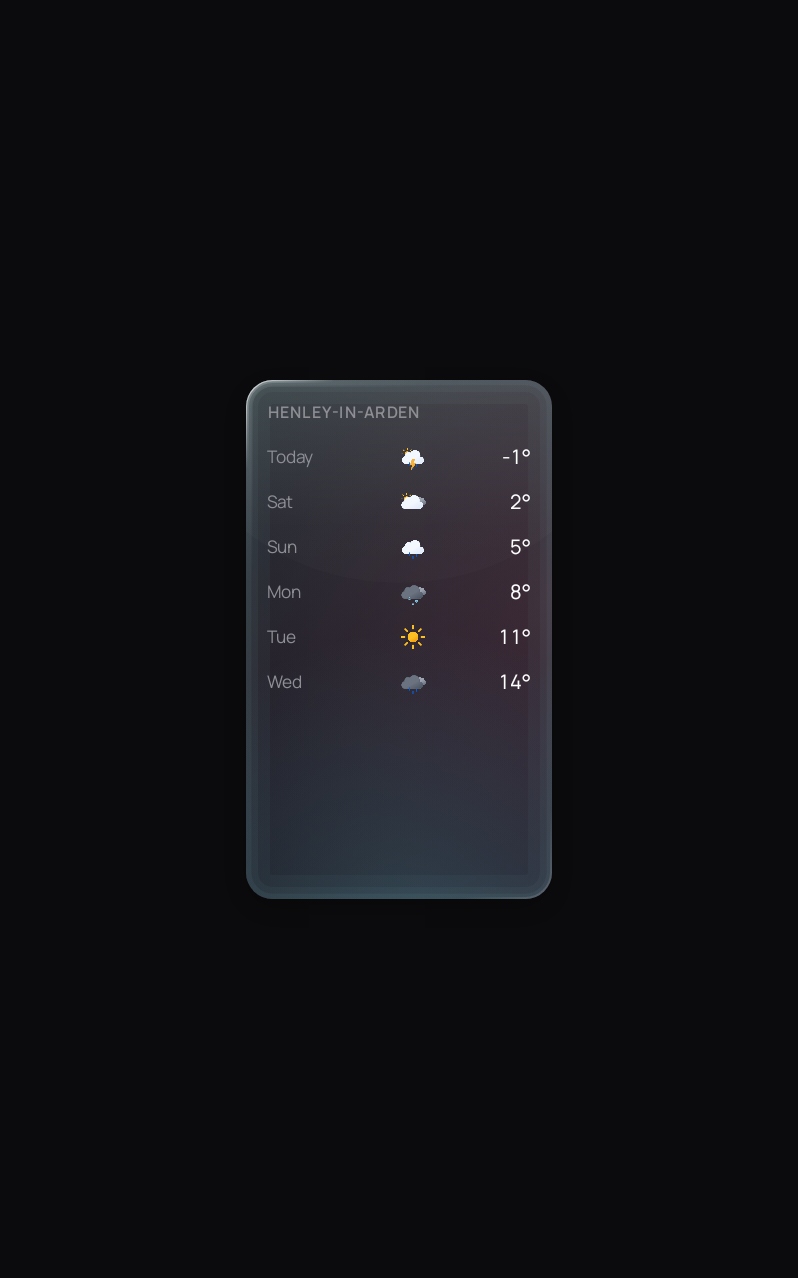 HENLEY-IN-ARDEN
Today -1°
Sat 2°
Sun 5°
Mon 8°
Tue 11°
Wed 14°